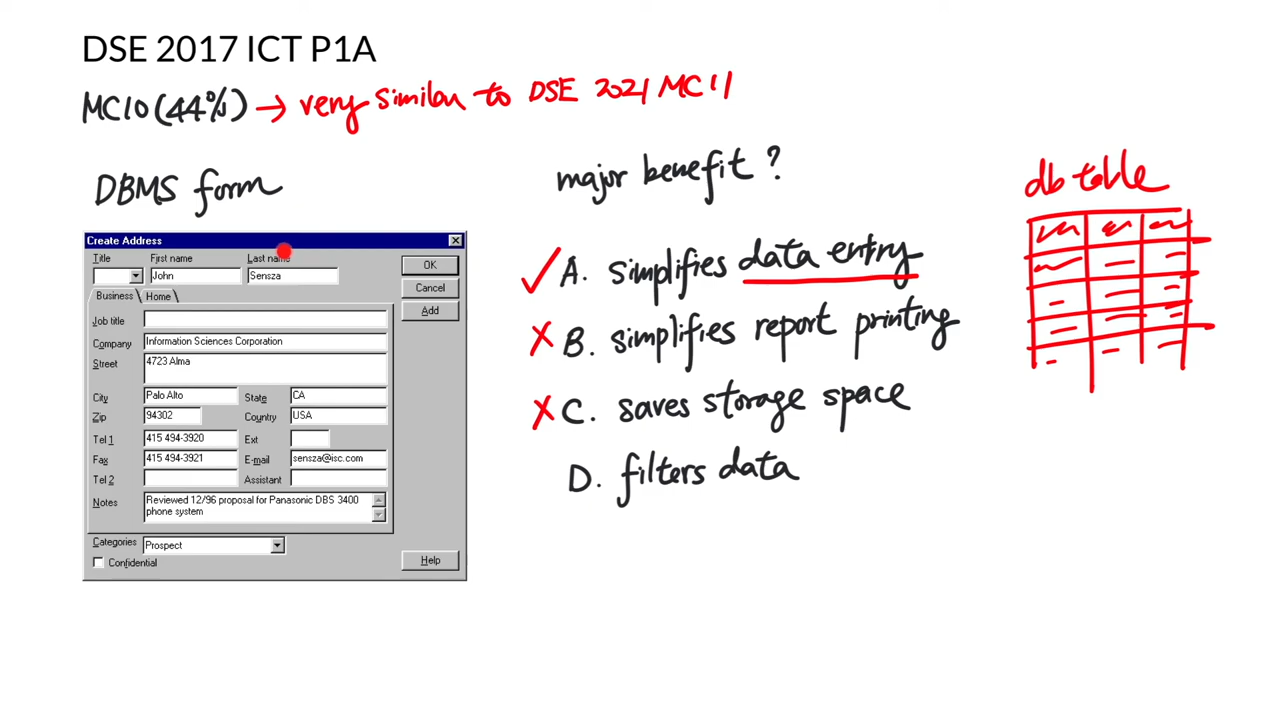 DSE 2017 ICT P1A
MC10 (44%) → very similar to DSE 2021 MC11
DBMS form
major benefit ?
db table
Create Address
Title First name Last name
John Sensza OK
Business Home Cancel
Job title Add
Company Information Sciences Corporation
Street 4723 Alma
City Palo Alto State CA
Zip 94302 Country USA
Tel 1 415 494-3920 Ext
Fax 415 494-3921 E-mail sensza@isc.com
Tel 2 Assistant
Notes Reviewed 12/96 proposal for Panasonic DBS 3400
phone system
Categories Prospect
Confidential Help
A. simplifies data entry
B. simplifies report printing
C. saves storage space
D. filters data